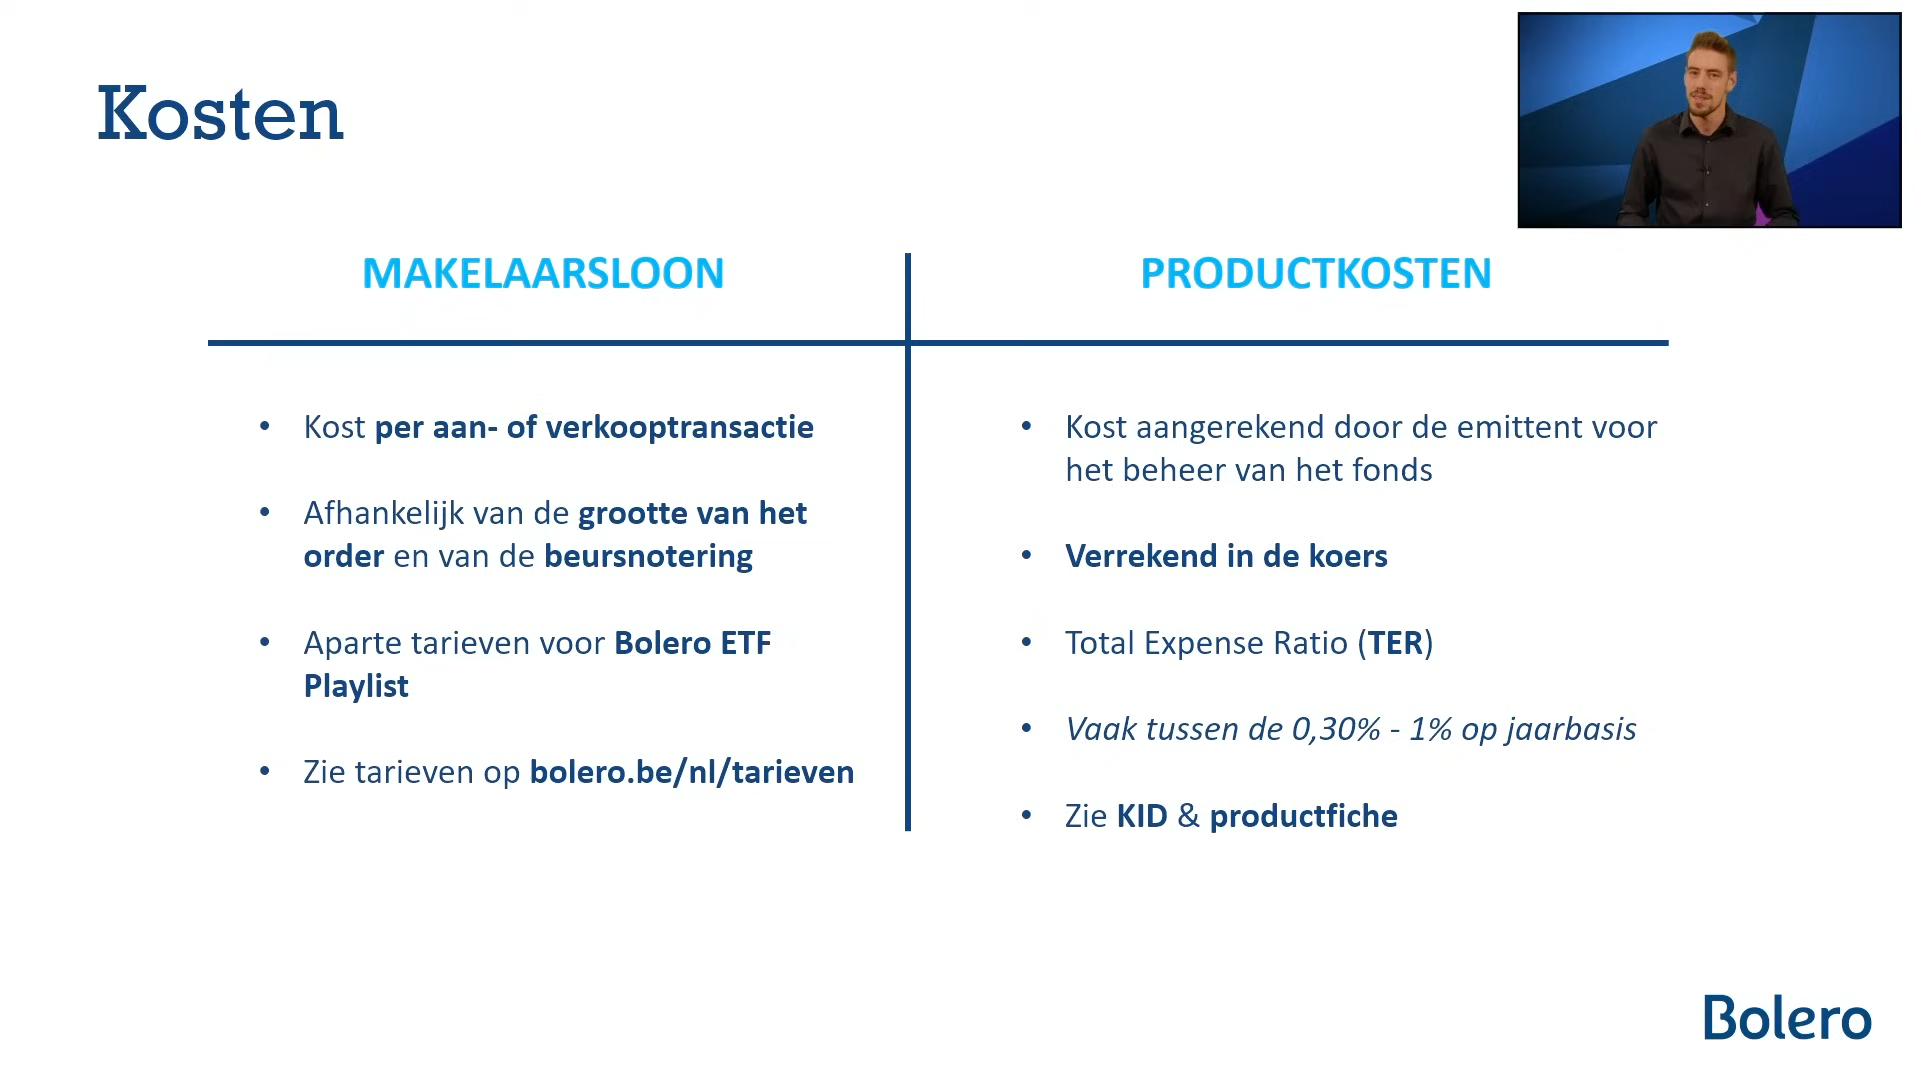 Kosten
MAKELAARSLOON
• Kost per aan- of verkooptransactie
• Afhankelijk van de grootte van het
order en van de beursnotering
• Aparte tarieven voor Bolero ETF
Playlist
• Zie tarieven op bolero.be/nl/tarieven
PRODUCTKOSTEN
• Kost aangerekend door de emittent voor
het beheer van het fonds
• Verrekend in de koers
• Total Expense Ratio (TER)
• Vaak tussen de 0,30% - 1% op jaarbasis
• Zie KID & productfiche
Bolero